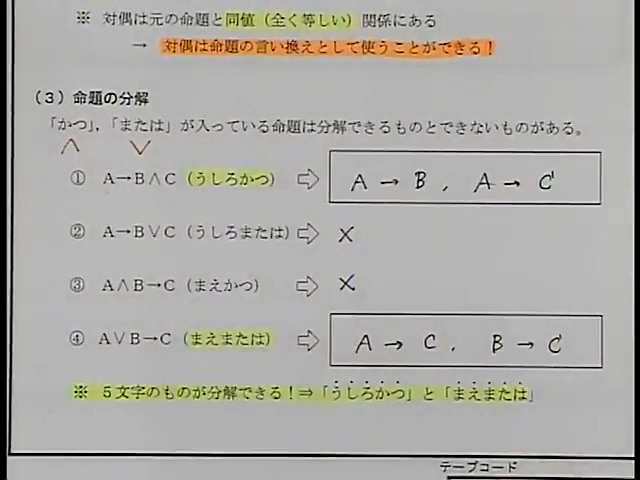 ※ 対偶は元の命題と同値（全く等しい）関係にある
→ 対偶は命題の言い換えとして使うことができる！
（３）命題の分解
「かつ」，「または」が入っている命題は分解できるものとできないものがある。
∧ ∨
① Ａ→Ｂ∧Ｃ（うしろかつ） ⇨ A → B , A → C
② Ａ→Ｂ∨Ｃ（うしろまたは） ⇨ ×
③ Ａ∧Ｂ→Ｃ（まえかつ） ⇨ ×
④ Ａ∨Ｂ→Ｃ（まえまたは） ⇨ A → C , B → C
※ ５文字のものが分解できる！⇒「うしろかつ」と「まえまたは」
テープコード